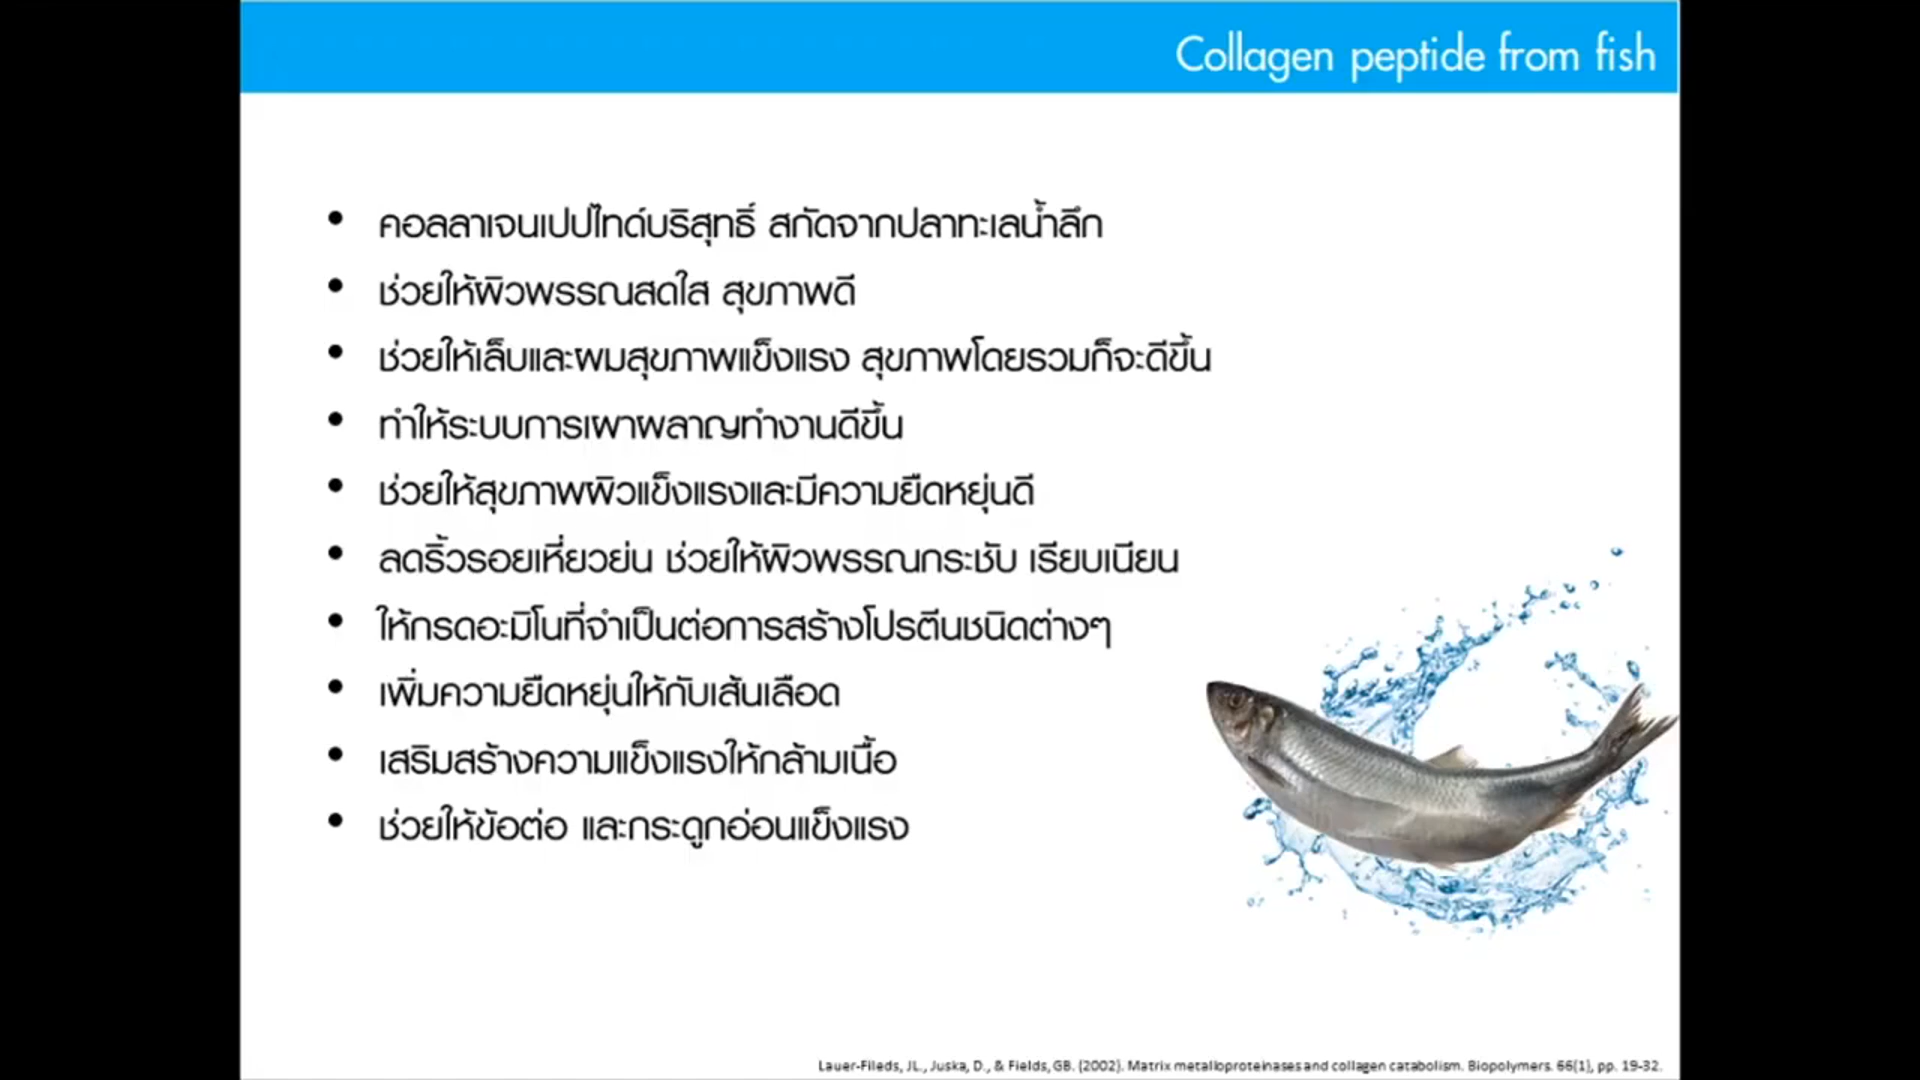 Collagen peptide from fish
• คอลลาเจนเปปไทด์บริสุทธิ์ สกัดจากปลาทะเลน้ำลึก
• ช่วยให้ผิวพรรณสดใส สุขภาพดี
• ช่วยให้เล็บและผมสุขภาพแข็งแรง สุขภาพโดยรวมก็จะดีขึ้น
• ทำให้ระบบการเผาผลาญทำงานดีขึ้น
• ช่วยให้สุขภาพผิวแข็งแรงและมีความยืดหยุ่นดี
• ลดริ้วรอยเหี่ยวย่น ช่วยให้ผิวพรรณกระชับ เรียบเนียน
• ให้กรดอะมิโนที่จำเป็นต่อการสร้างโปรตีนชนิดต่างๆ
• เพิ่มความยืดหยุ่นให้กับเส้นเลือด
• เสริมสร้างความแข็งแรงให้กล้ามเนื้อ
• ช่วยให้ข้อต่อ และกระดูกอ่อนแข็งแรง
Lauer-Fileds, JL., Juska, D., & Fields, GB. (2002). Matrix metalloproteinases and collagen catabolism. Biopolymers. 66(1), pp. 19-32.